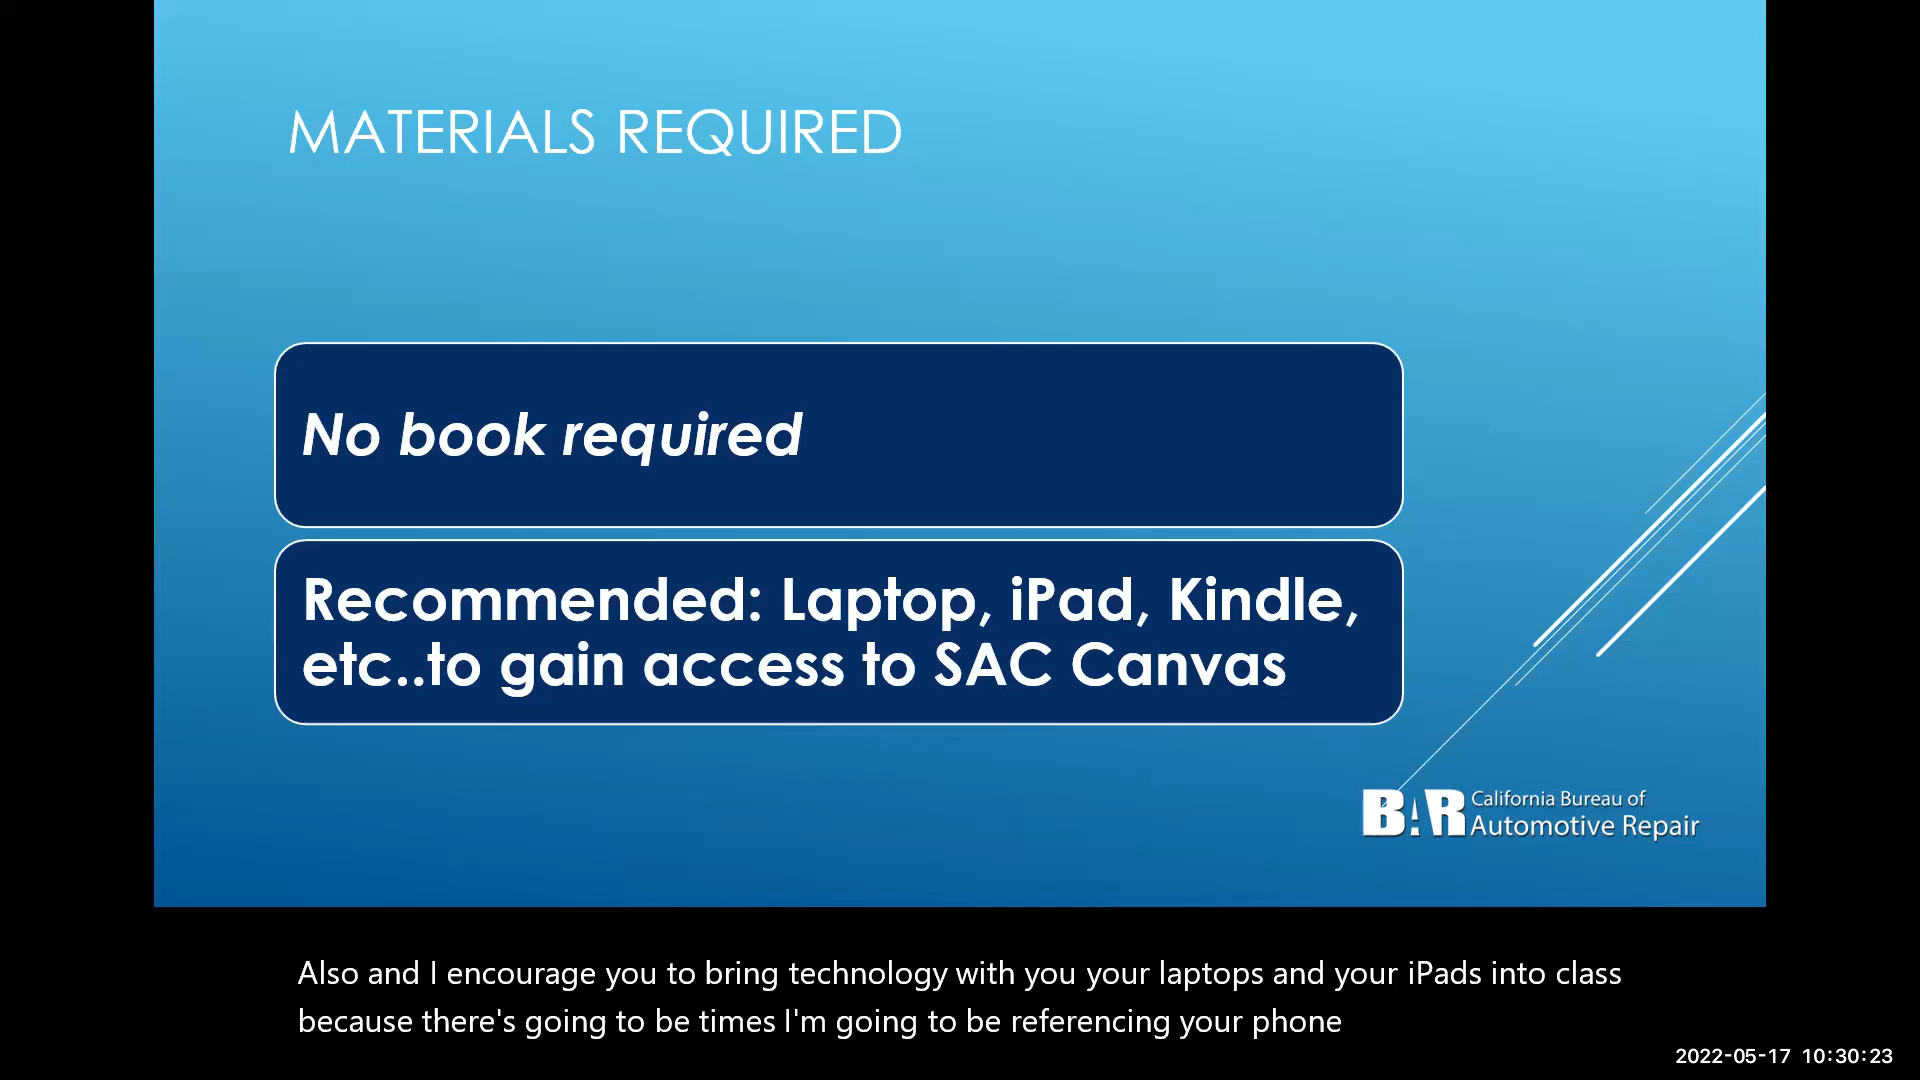 MATERIALS REQUIRED
No book required
Recommended: Laptop, iPad, Kindle,
etc..to gain access to SAC Canvas
BAR California Bureau of
Automotive Repair
Also and I encourage you to bring technology with you your laptops and your iPads into class
because there's going to be times I'm going to be referencing your phone
2022-05-17 10:30:23